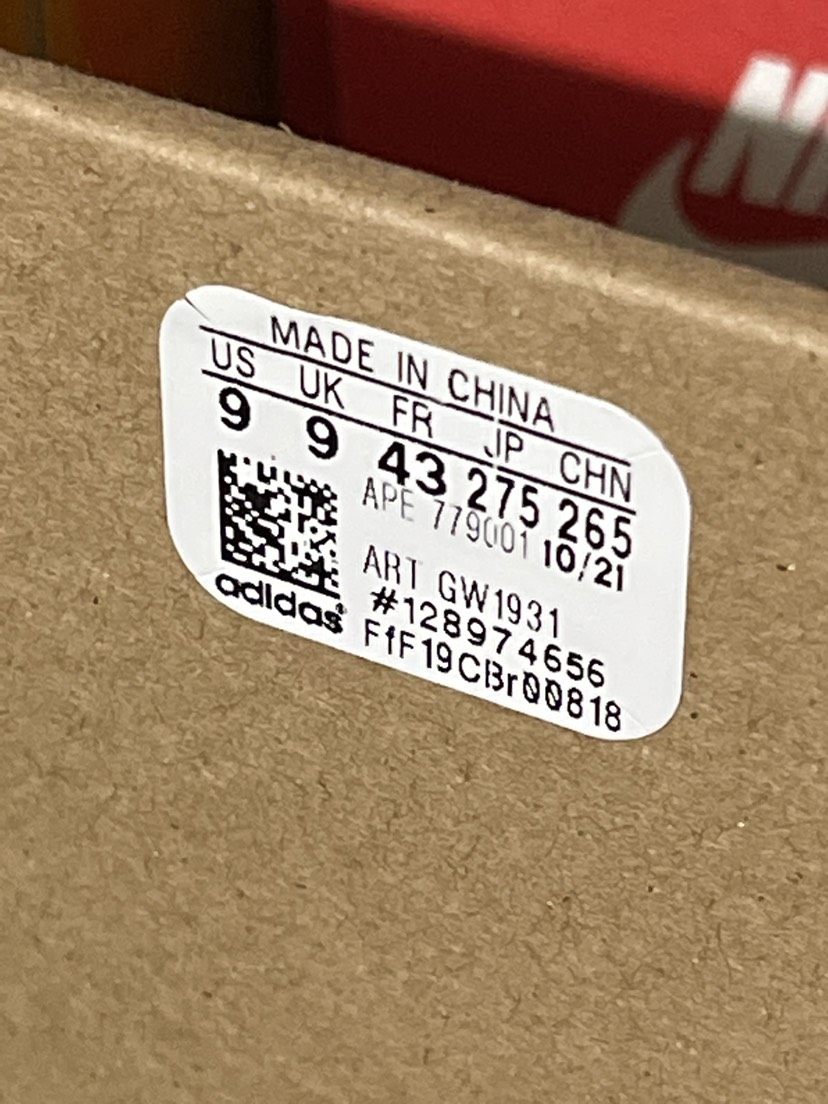 MADE IN CHINA
US UK FR JP CHN
9 9 43 275 265
APE 779001 10/21
ART GW1931
#128974656
FfF19CBr00818
adidas